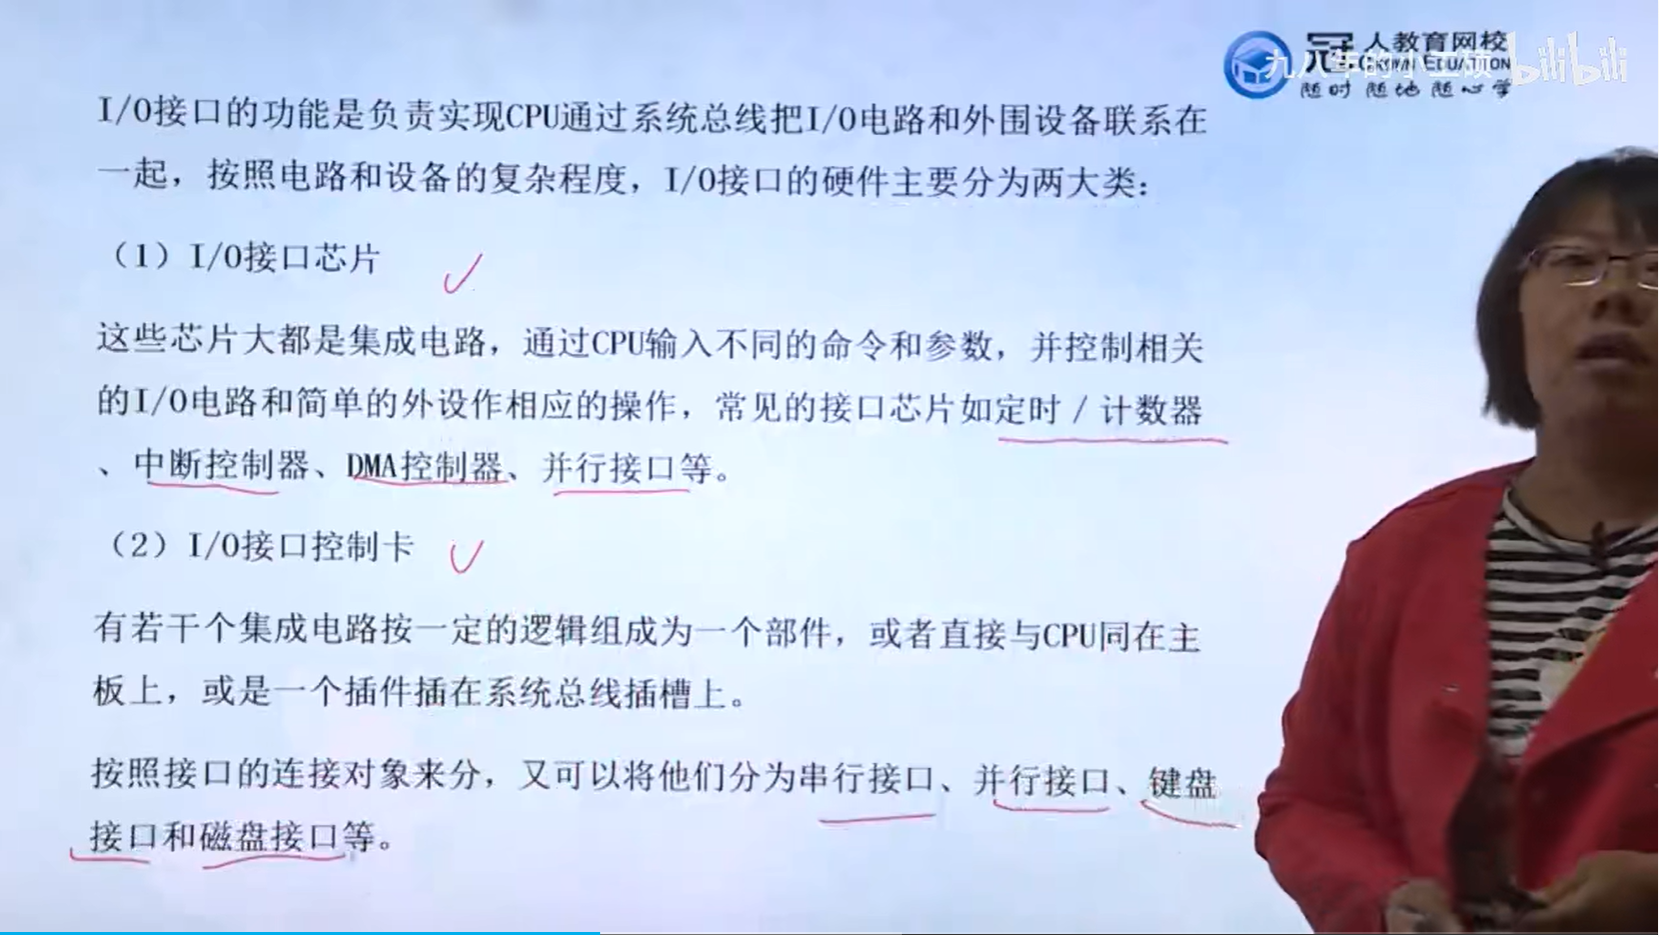 冠人教育网校
CROWN EDUCATION
随时 随地 随心学
bilibili
I/O接口的功能是负责实现CPU通过系统总线把I/O电路和外围设备联系在
一起，按照电路和设备的复杂程度，I/O接口的硬件主要分为两大类：
（1）I/O接口芯片
这些芯片大都是集成电路，通过CPU输入不同的命令和参数，并控制相关
的I/O电路和简单的外设作相应的操作，常见的接口芯片如定时/计数器
、中断控制器、DMA控制器、并行接口等。
（2）I/O接口控制卡
有若干个集成电路按一定的逻辑组成为一个部件，或者直接与CPU同在主
板上，或是一个插件插在系统总线插槽上。
按照接口的连接对象来分，又可以将他们分为串行接口、并行接口、键盘
接口和磁盘接口等。